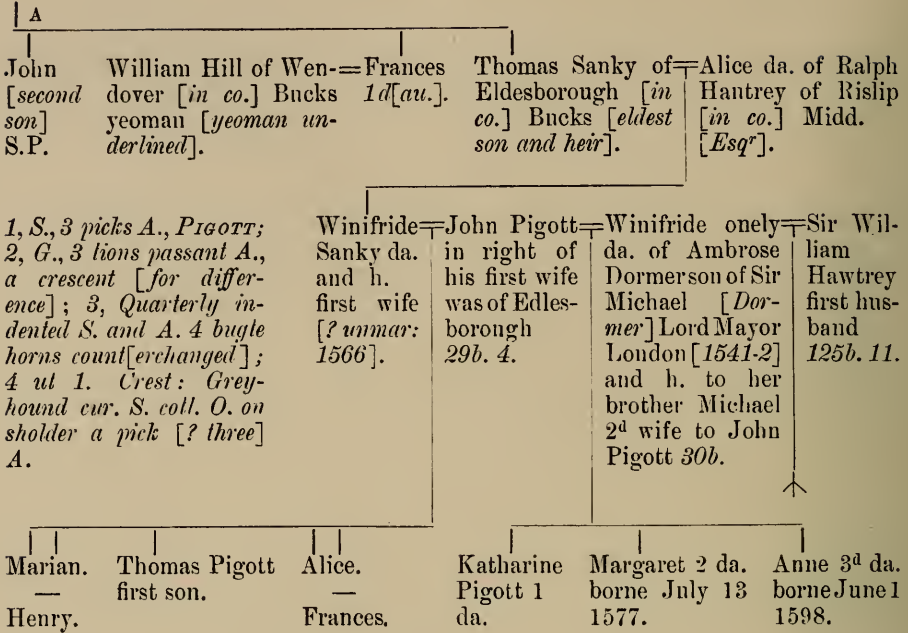 A
John
[second
son]
S.P.
William Hill of Wen-
dover [in co.] Bucks
yeoman [yeoman un-
derlined].
Frances
1d[au.].
Thomas Sanky of
Eldesborough [in
co.] Bucks [eldest
son and heir].
Alice da. of Ralph
Hantrey of Rislip
[in co.] Midd.
[Esqr].
1, S., 3 picks A., PIGOTT;
2, G., 3 lions passant A.,
a crescent [for differ-
ence]; 3, Quarterly in-
dented S. and A. 4 bugle
horns count[erchanged];
4 ut 1. Crest: Grey-
hound cur. S. coll. O. on
sholder a pick [? three]
A.
Winifride
Sanky da.
and h.
first wife
[? unmar:
1566].
John Pigott
in right of
his first wife
was of Edles-
borough
29b. 4.
Winifride onely
da. of Ambrose
Dormer son of Sir
Michael [Dor-
mer] Lord Mayor
London [1541-2]
and h. to her
brother Michael
2d wife to John
Pigott 30b.
Sir Wil-
liam
Hawtrey
first hus-
band
125b. 11.
Marian.
—
Henry.
Thomas Pigott
first son.
Alice.
—
Frances.
Katharine
Pigott 1
da.
Margaret 2 da.
borne July 13
1577.
Anne 3d da.
borne June 1
1598.